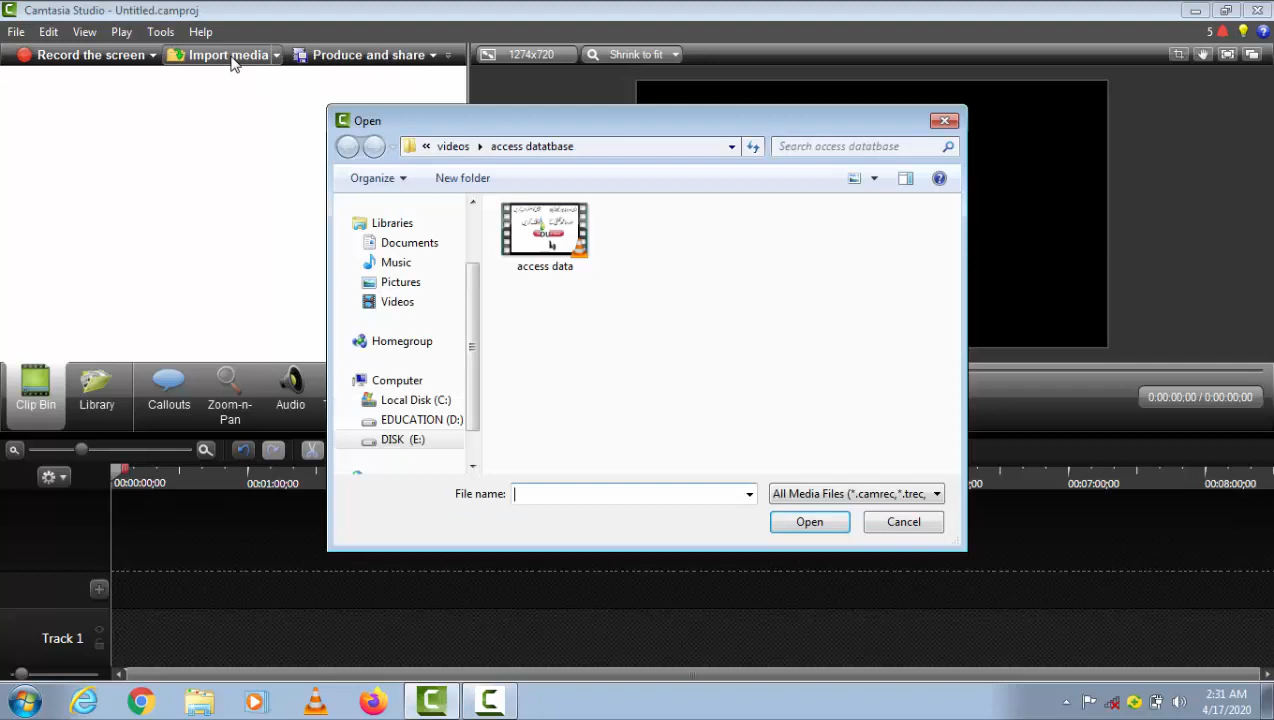 Camtasia Studio - Untitled.camproj
File Edit View Play Tools Help
5
Record the screen Import media Produce and share
1274x720 Shrink to fit
Open
« videos access datatbase
Search access datatbase
Organize New folder
Libraries
Documents
Music
Pictures
Videos
Homegroup
Computer
Local Disk (C:)
EDUCATION (D:)
DISK (E:)
access data
File name:
All Media Files (*.camrec,*.trec,
Open Cancel
Clip Bin
Library
Callouts
Zoom-n-
Pan
Audio
0:00:00;00 / 0:00:00;00
00:00:00;00 00:01:00;00 00:07:00;00 00:08:00;00
Track 1
2:31 AM
4/17/2020